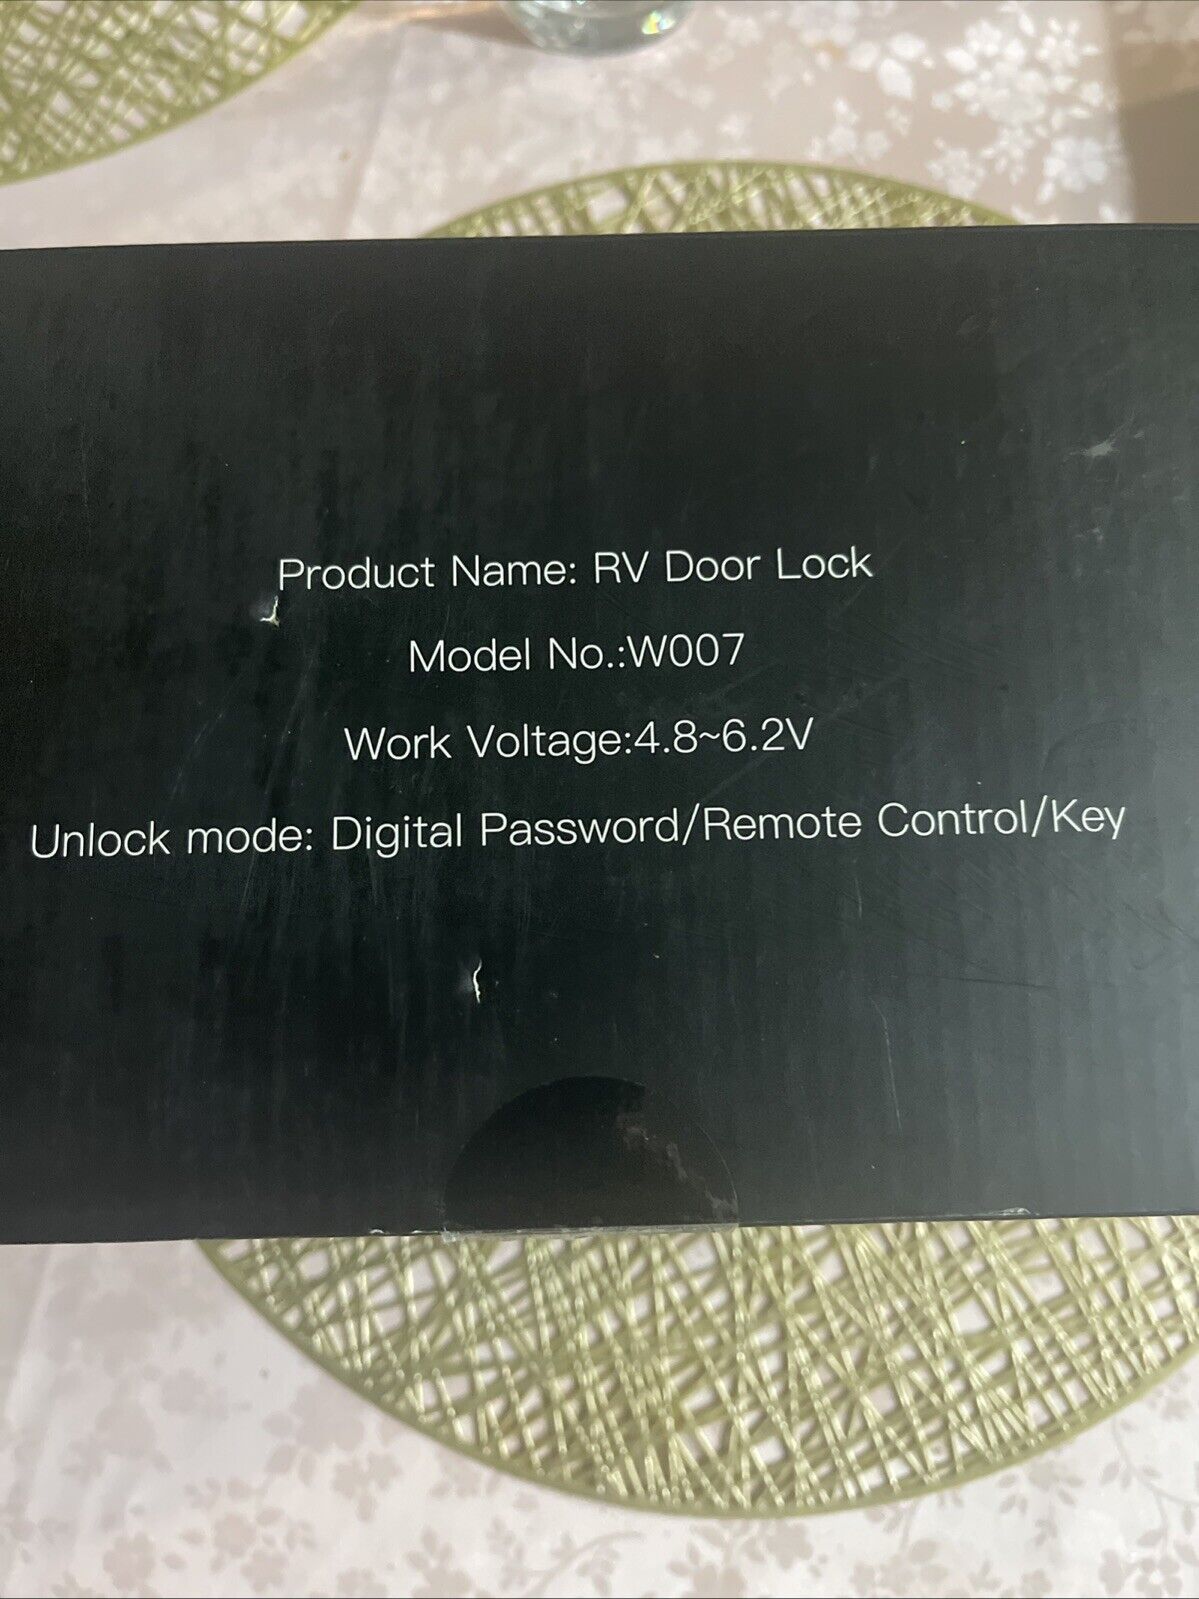 Product Name: RV Door Lock
Model No.:W007
Work Voltage:4.8~6.2V
Unlock mode: Digital Password/Remote Control/Key